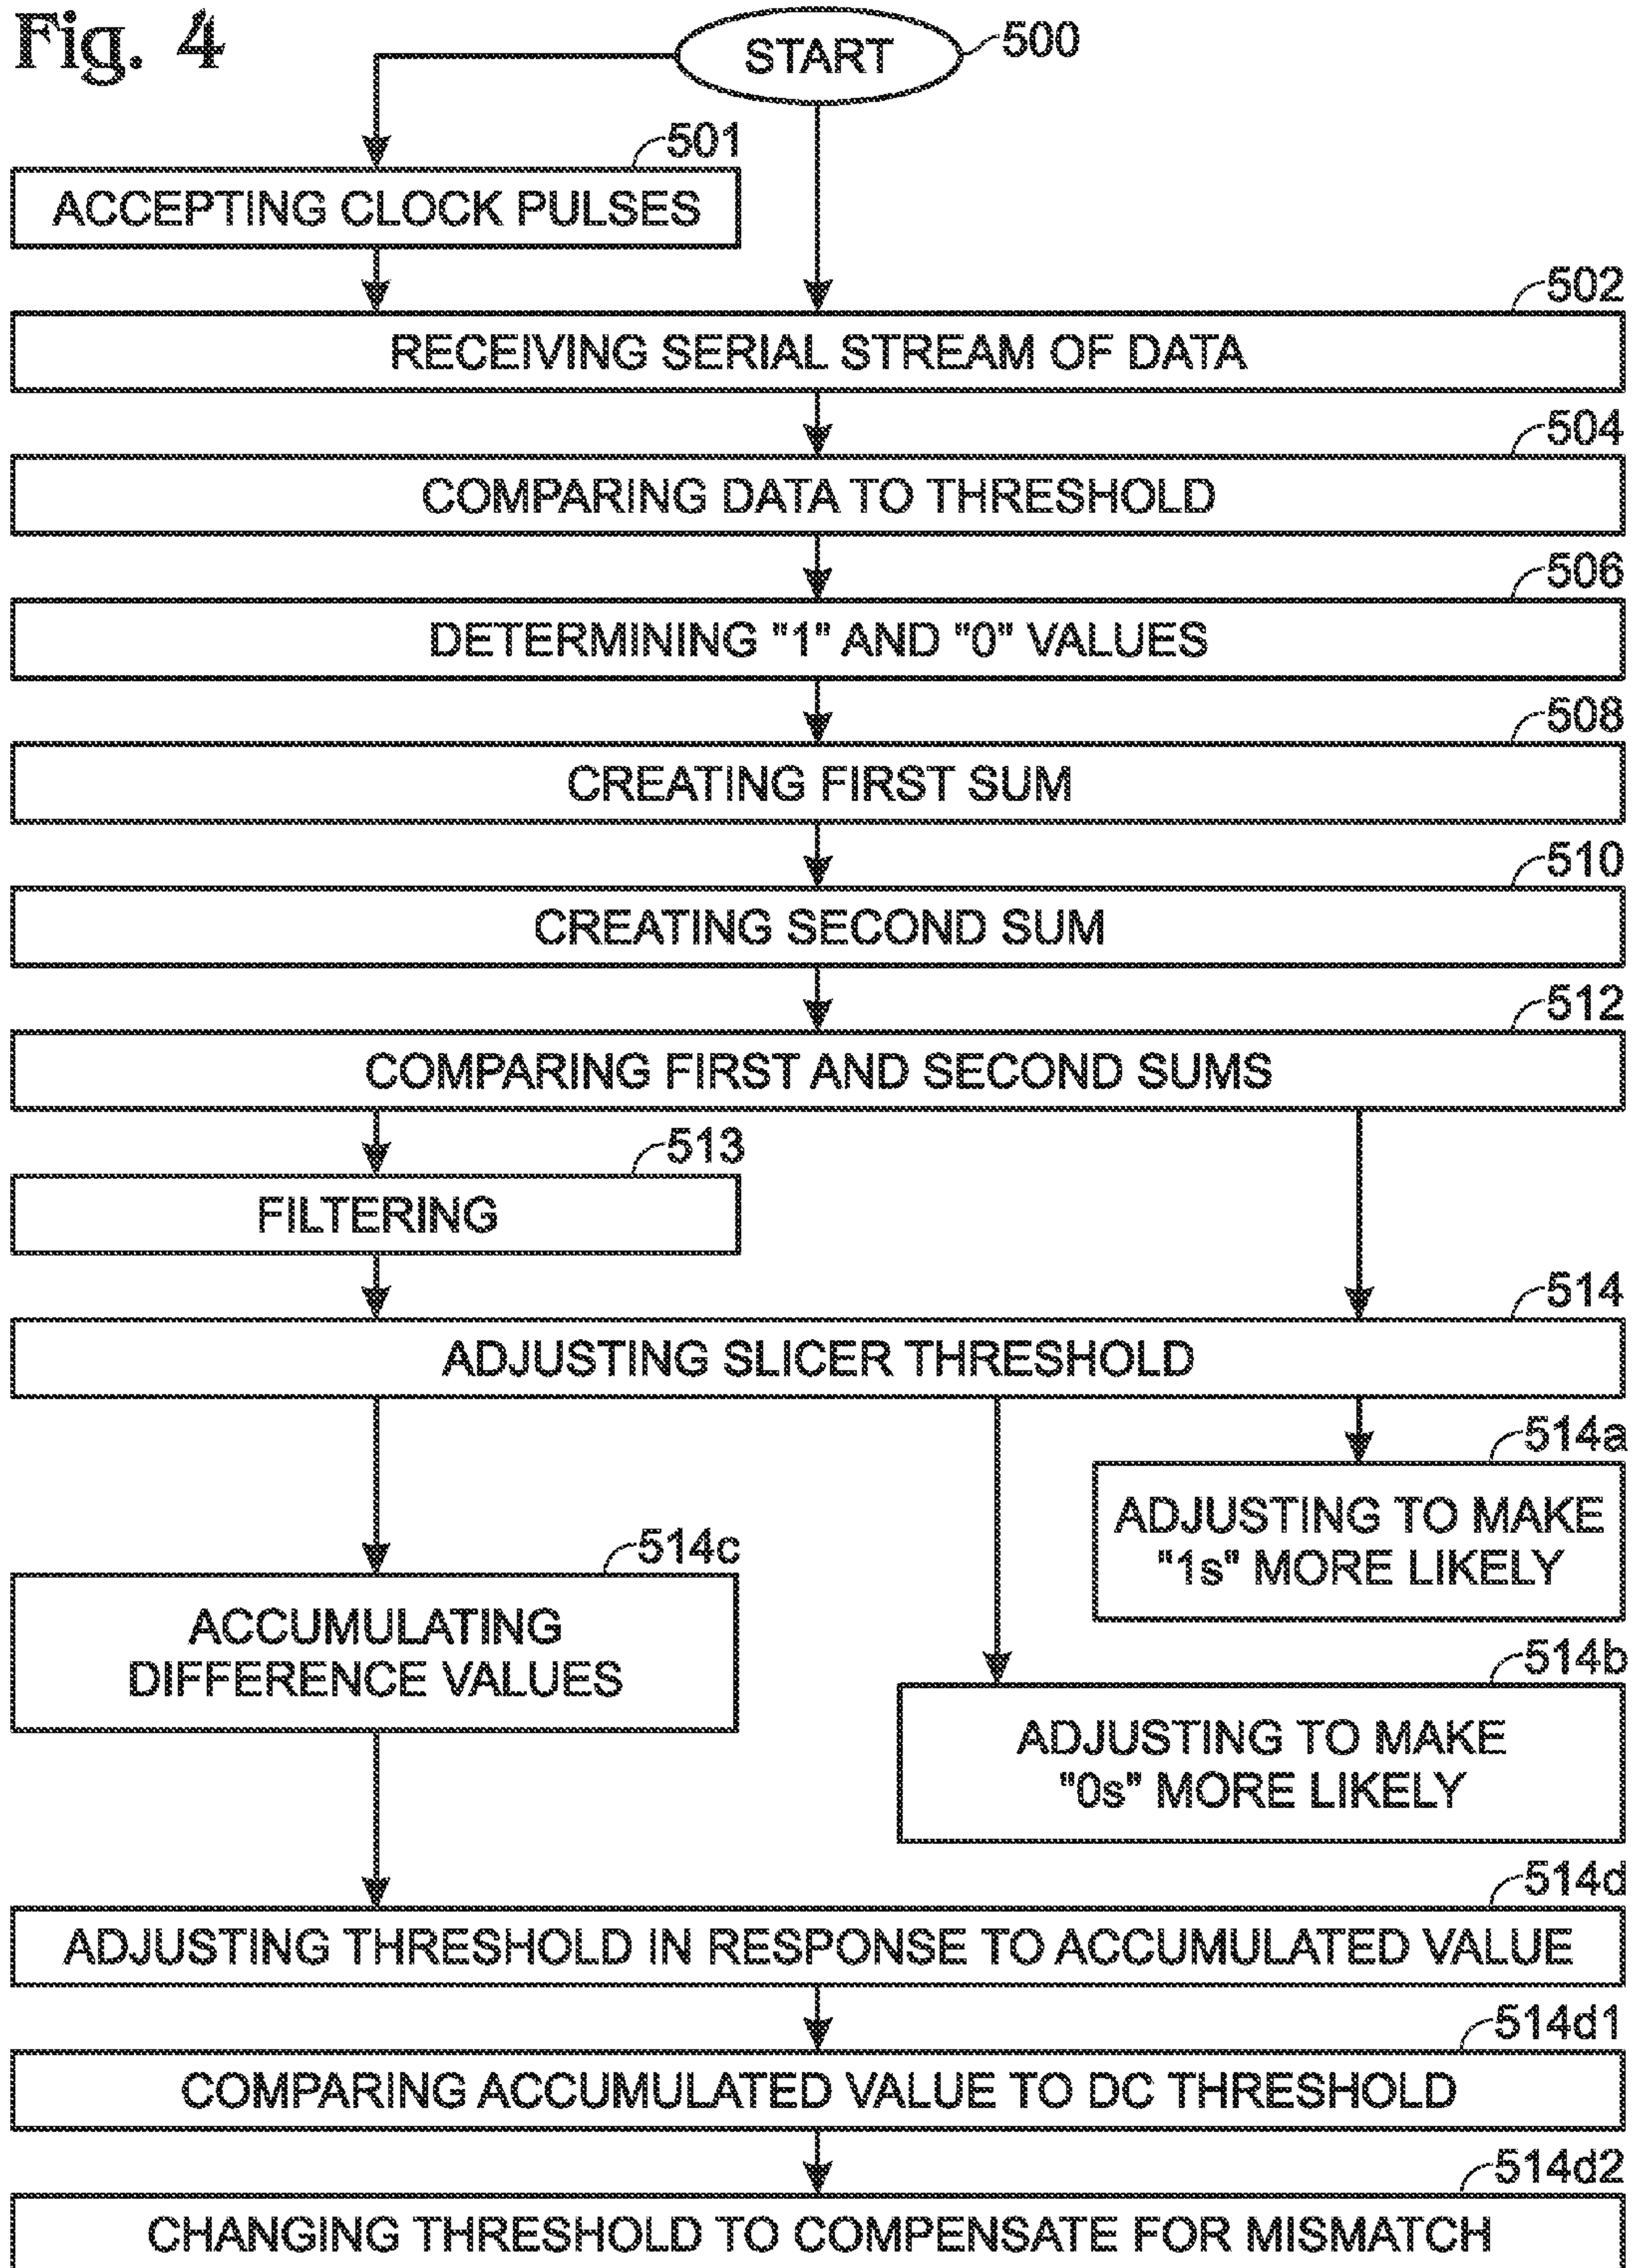 Fig. 4
START
500
501
ACCEPTING CLOCK PULSES
502
RECEIVING SERIAL STREAM OF DATA
504
COMPARING DATA TO THRESHOLD
506
DETERMINING "1" AND "0" VALUES
508
CREATING FIRST SUM
510
CREATING SECOND SUM
512
COMPARING FIRST AND SECOND SUMS
513
FILTERING
514
ADJUSTING SLICER THRESHOLD
514a
ADJUSTING TO MAKE
"1s" MORE LIKELY
514c
ACCUMULATING
DIFFERENCE VALUES
514b
ADJUSTING TO MAKE
"0s" MORE LIKELY
514d
ADJUSTING THRESHOLD IN RESPONSE TO ACCUMULATED VALUE
514d1
COMPARING ACCUMULATED VALUE TO DC THRESHOLD
514d2
CHANGING THRESHOLD TO COMPENSATE FOR MISMATCH